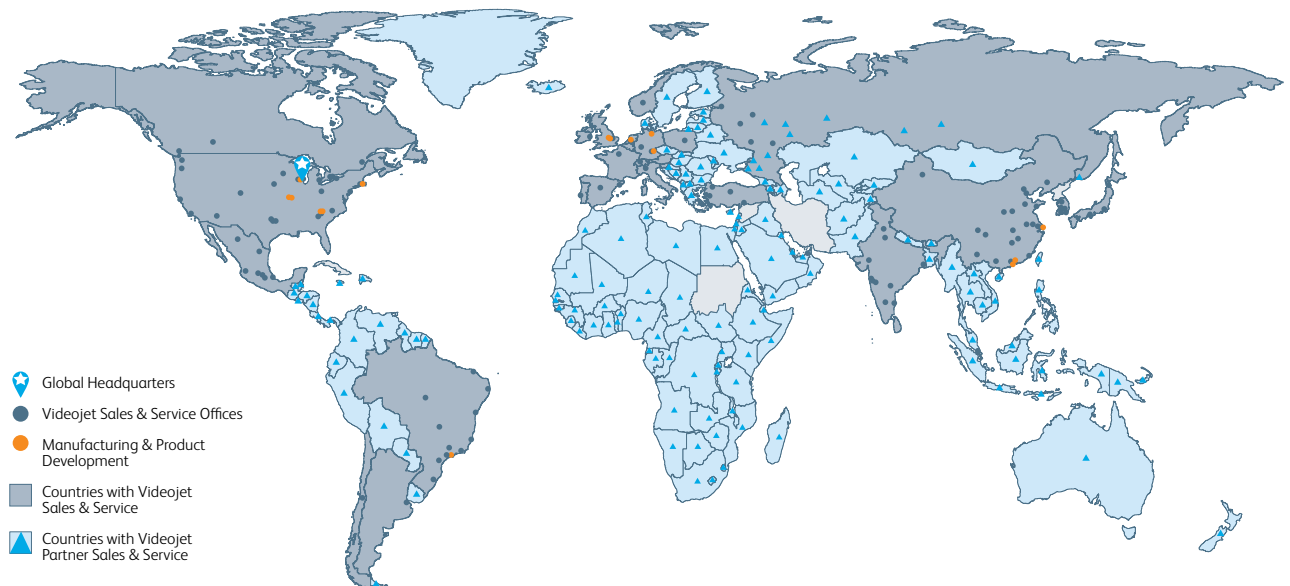 Global Headquarters
Videojet Sales & Service Offices
Manufacturing & Product
Development
Countries with Videojet
Sales & Service
Countries with Videojet
Partner Sales & Service